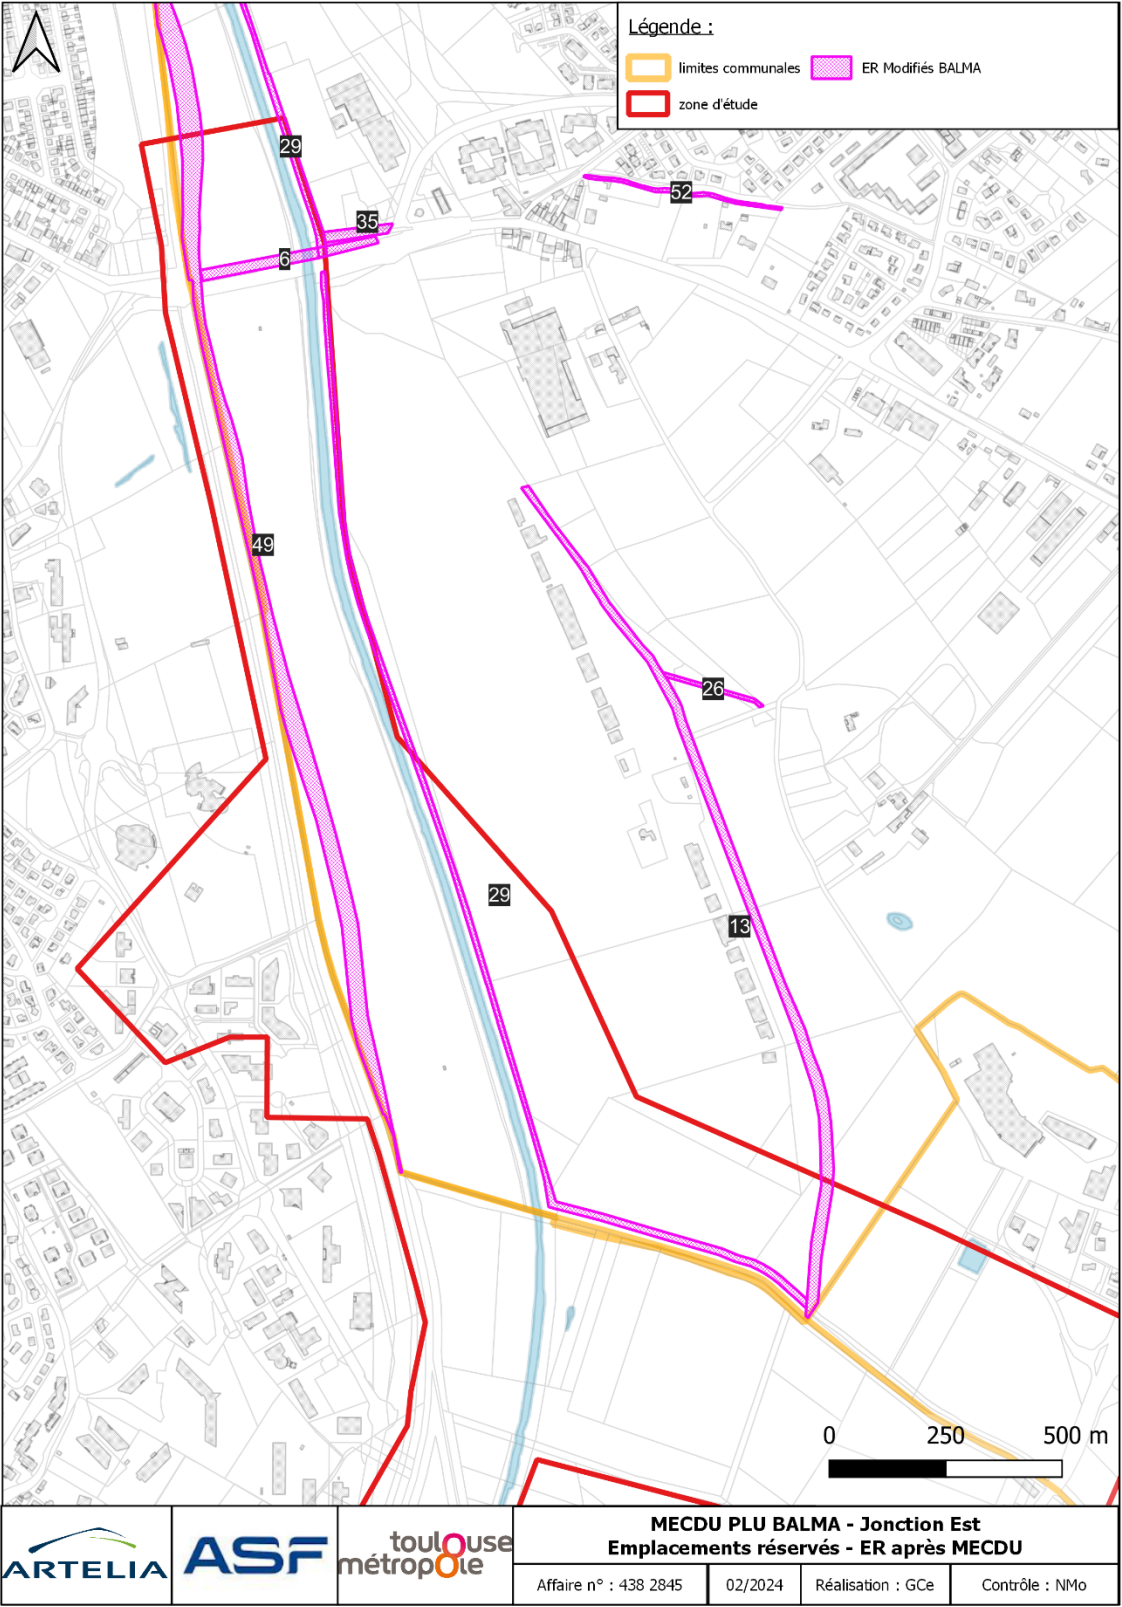 Légende :
limites communales
ER Modifiés BALMA
zone d'étude
29
52
35
6
49
26
29
13
0 250 500 m
ARTELIA
ASF
toulouse
métropole
MECDU PLU BALMA - Jonction Est
Emplacements réservés - ER après MECDU
Affaire n° : 438 2845
02/2024
Réalisation : GCe
Contrôle : NMo